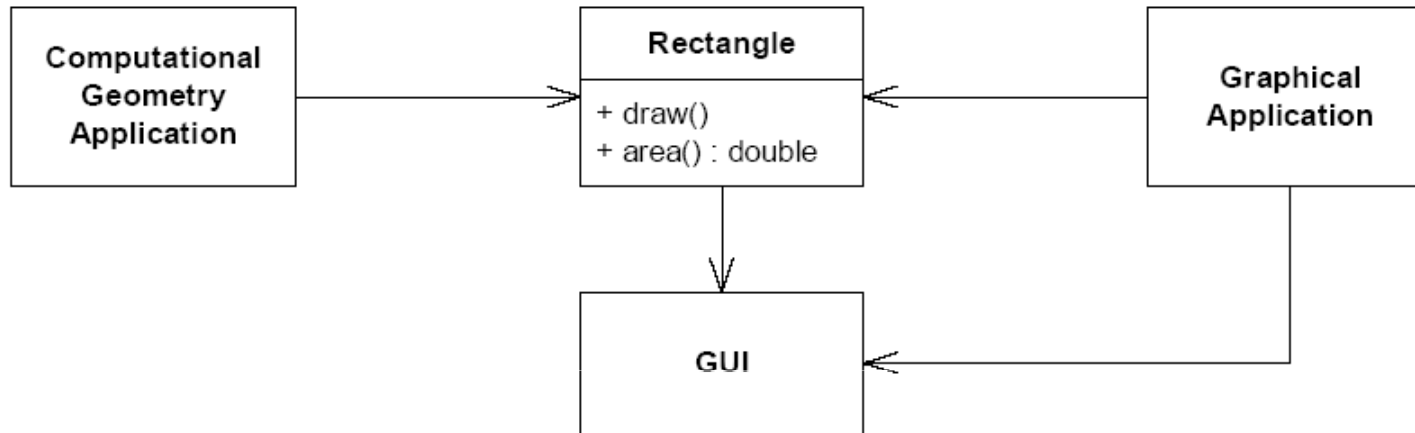 Computational
Geometry
Application
Rectangle
+ draw()
+ area() : double
Graphical
Application
GUI